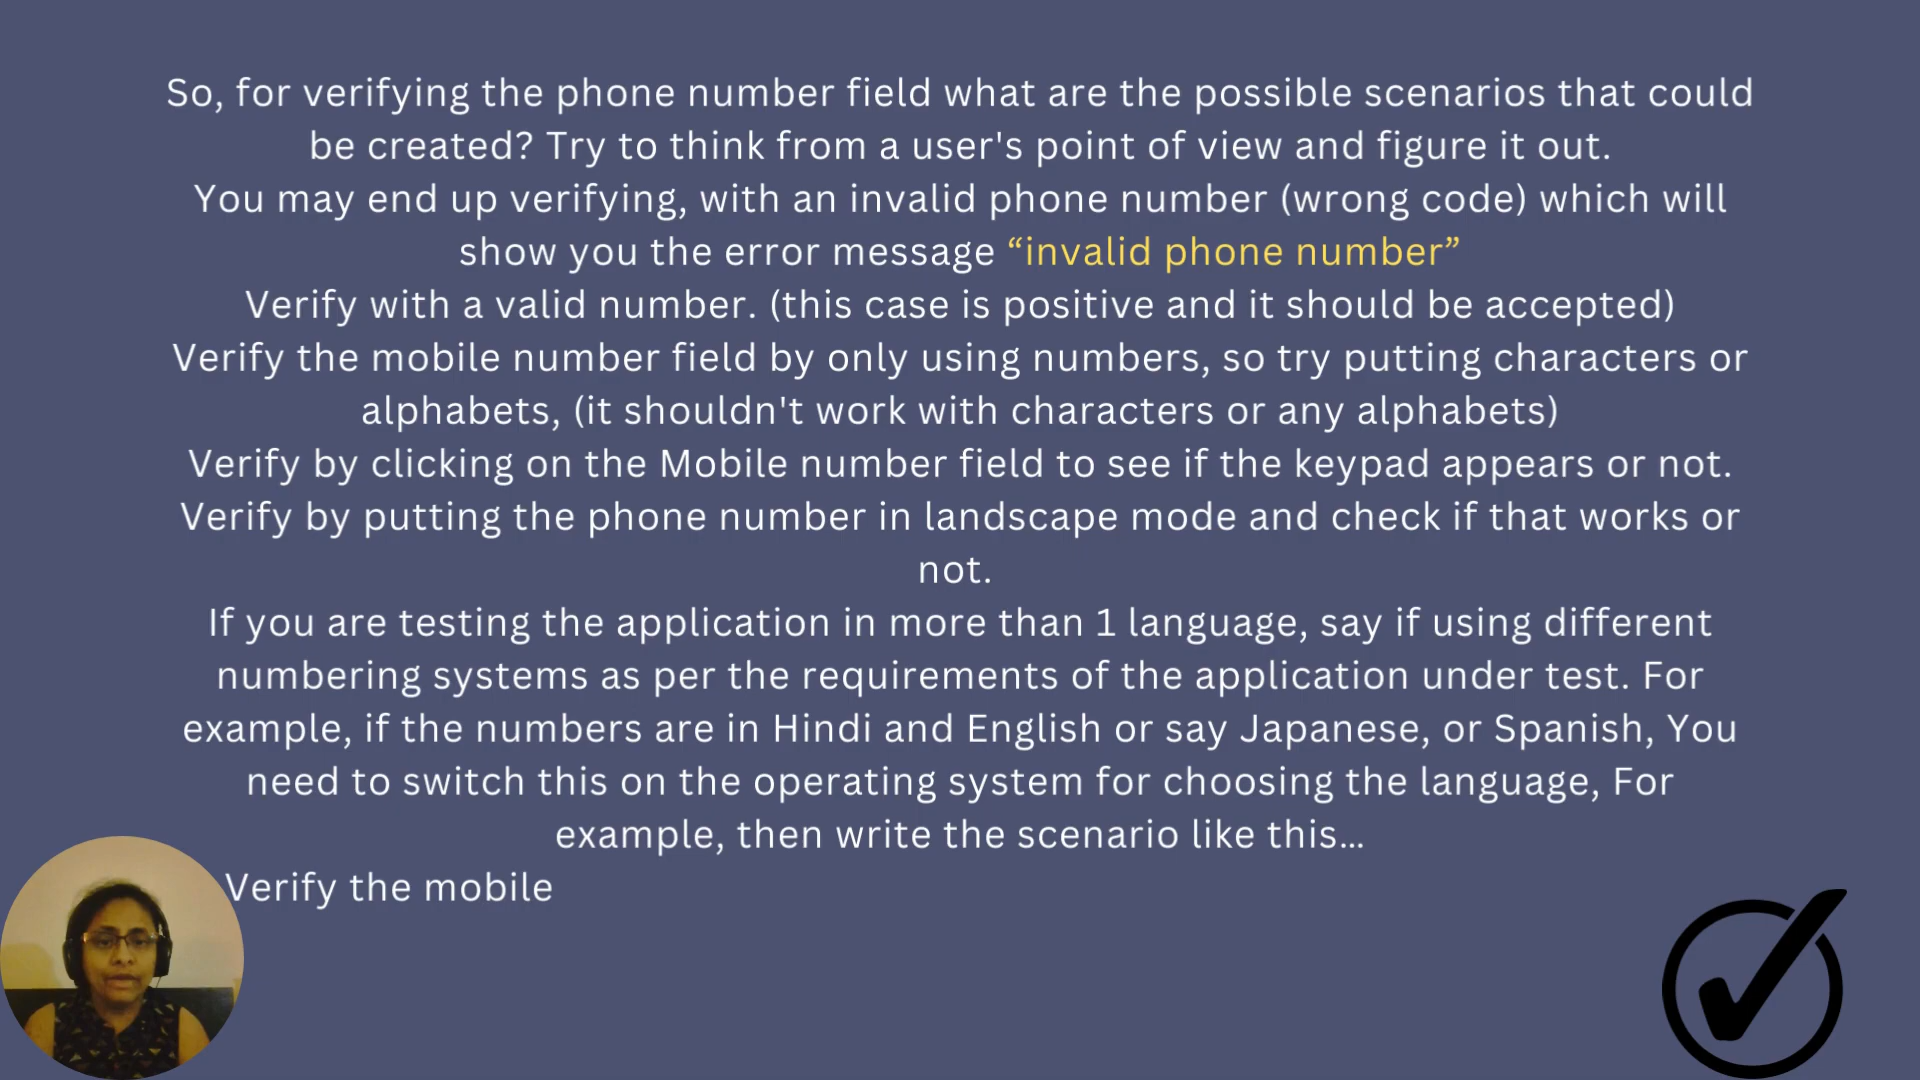 So, for verifying the phone number field what are the possible scenarios that could
be created? Try to think from a user's point of view and figure it out.
You may end up verifying, with an invalid phone number (wrong code) which will
show you the error message “invalid phone number”
Verify with a valid number. (this case is positive and it should be accepted)
Verify the mobile number field by only using numbers, so try putting characters or
alphabets, (it shouldn't work with characters or any alphabets)
Verify by clicking on the Mobile number field to see if the keypad appears or not.
Verify by putting the phone number in landscape mode and check if that works or
not.
If you are testing the application in more than 1 language, say if using different
numbering systems as per the requirements of the application under test. For
example, if the numbers are in Hindi and English or say Japanese, or Spanish, You
need to switch this on the operating system for choosing the language, For
example, then write the scenario like this…
Verify the mobile